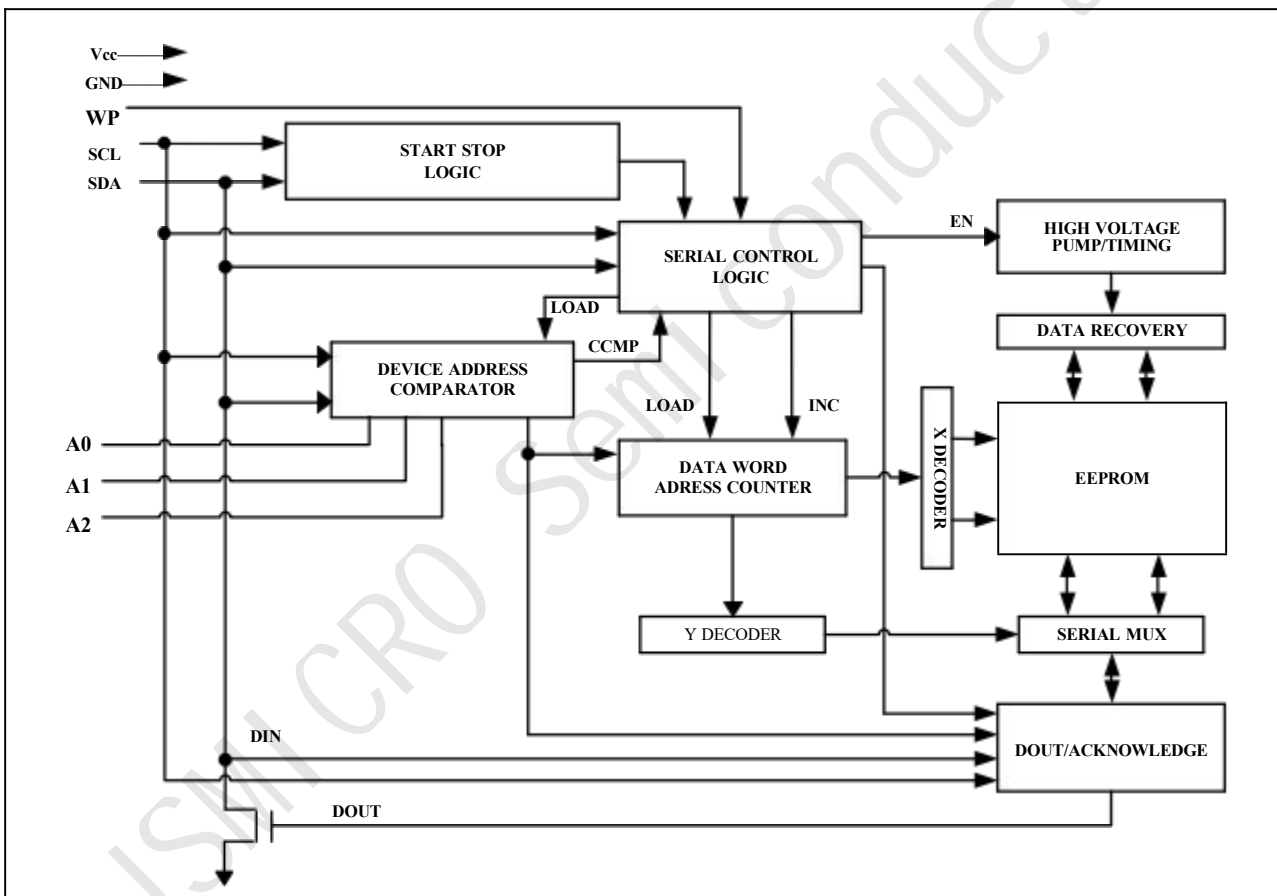 Vcc
GND
WP
SCL
SDA
START STOP
LOGIC
SERIAL CONTROL
LOGIC
EN
HIGH VOLTAGE
PUMP/TIMING
LOAD
CCMP
DATA RECOVERY
DEVICE ADDRESS
COMPARATOR
LOAD
INC
A0
A1
A2
DATA WORD
ADRESS COUNTER
X DECODER
EEPROM
Y DECODER
SERIAL MUX
DIN
DOUT/ACKNOWLEDGE
DOUT
ISMI CRO Semi conduc